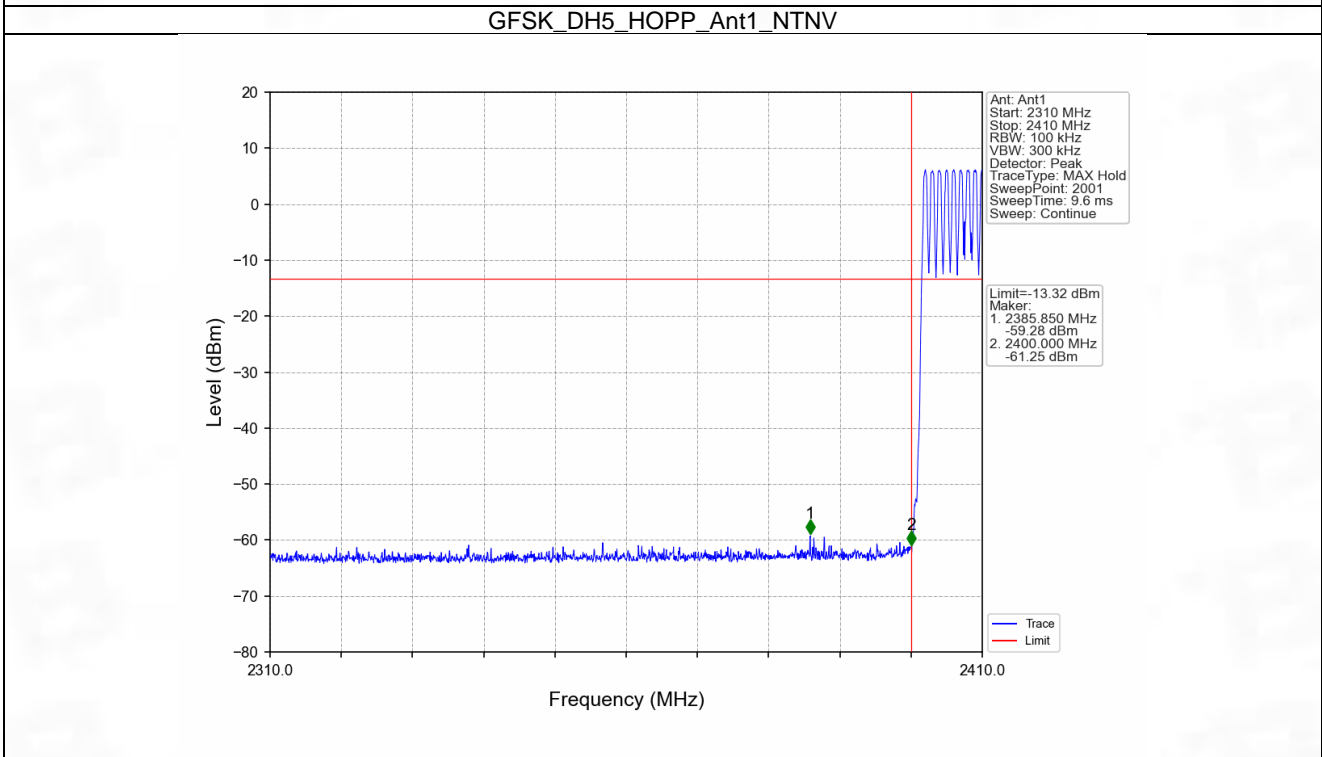 GFSK_DH5_HOPP_Ant1_NTNV
20
10
0
−10
−20
−30
−40
−50
−60
−70
−80
Level (dBm)
2310.0
2410.0
Frequency (MHz)
1
2
Ant: Ant1
Start: 2310 MHz
Stop: 2410 MHz
RBW: 100 kHz
VBW: 300 kHz
Detector: Peak
TraceType: MAX Hold
SweepPoint: 2001
SweepTime: 9.6 ms
Sweep: Continue
Limit=-13.32 dBm
Maker:
1. 2385.850 MHz
-59.28 dBm
2. 2400.000 MHz
-61.25 dBm
Trace
Limit